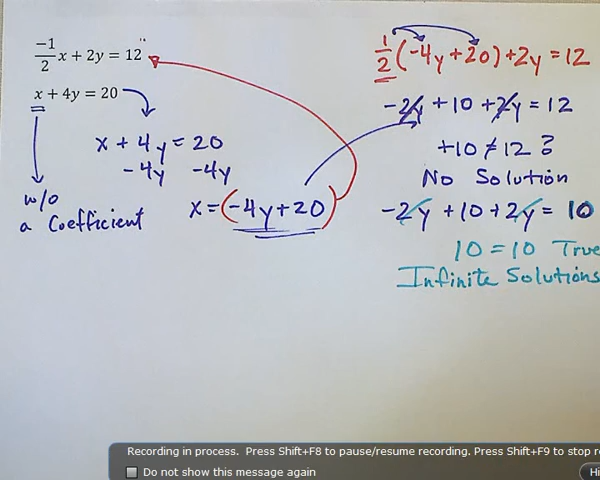 -1/2 x + 2y = 12
x + 4y = 20
x + 4y = 20
-4y -4y
x = (-4y + 20)
w/o
a Coefficient
1/2 (-4y + 20) + 2y = 12
-2y + 10 + 2y = 12
+10 ≠ 12 ?
No Solution
-2y + 10 + 2y = 10
10 = 10 True
Infinite Solutions
Recording in process. Press Shift+F8 to pause/resume recording. Press Shift+F9 to stop
Do not show this message again